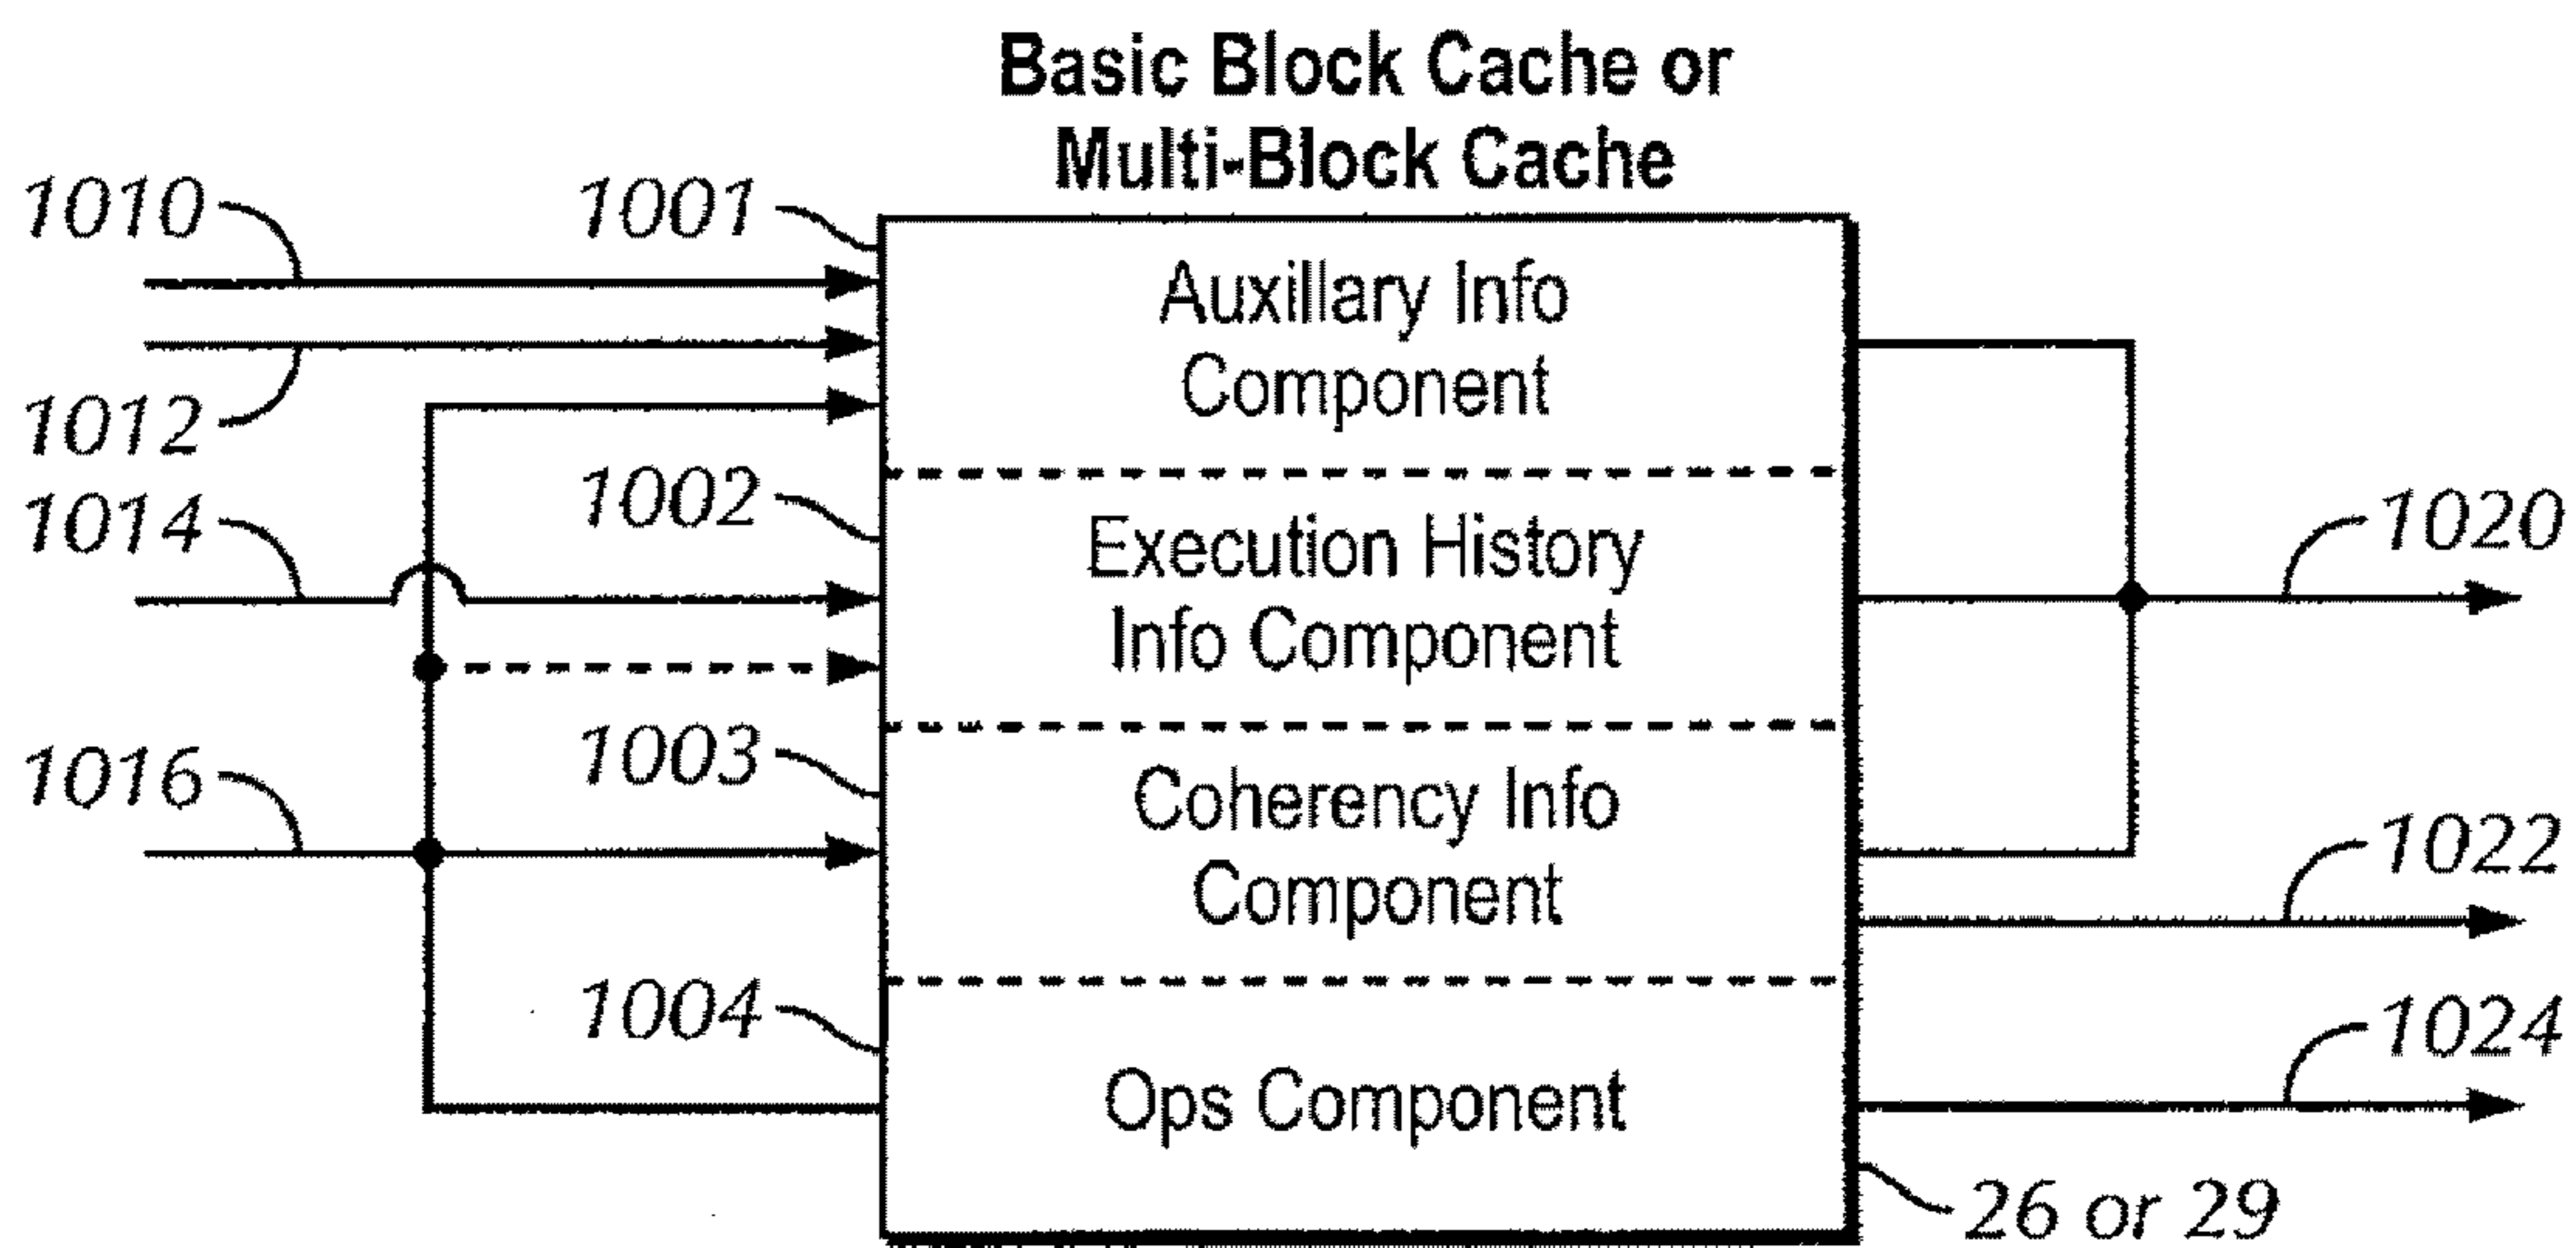 Basic Block Cache or
Multi-Block Cache
1010
1001
Auxillary Info
Component
1012
1002
1014
Execution History
Info Component
1020
1003
1016
Coherency Info
Component
1022
1004
1024
Ops Component
26 or 29